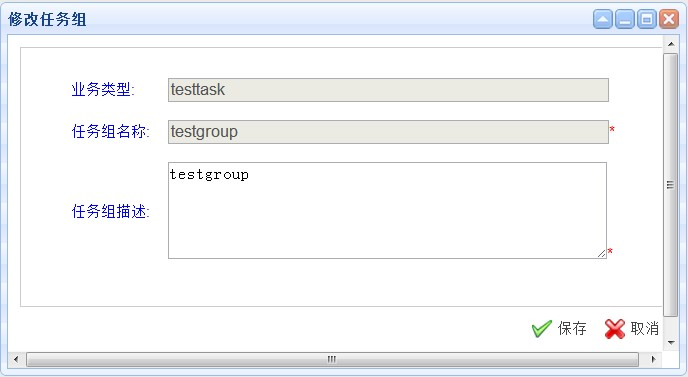 修改任务组
业务类型: testtask
任务组名称: testgroup*
任务组描述: testgroup*
保存 取消